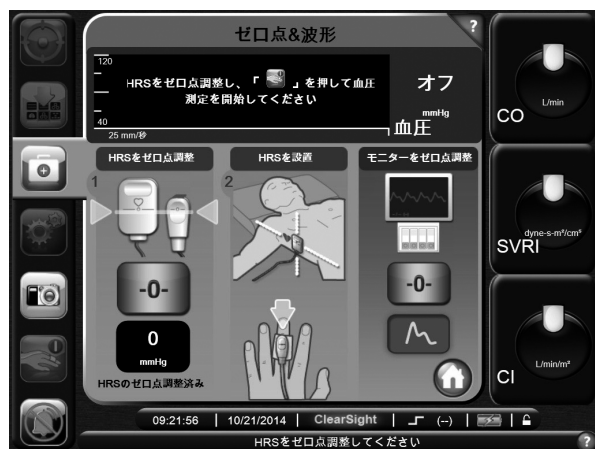 ゼロ点&波形
?
120
HRSをゼロ点調整し、「 」を押して血圧
測定を開始してください
オフ
mmHg
40
血圧
25 mm/秒
HRSをゼロ点調整
HRSを設置
モニターをゼロ点調整
1
2
-0-
-0-
0
mmHg
HRSのゼロ点調整済み
L/min
CO
dyne-s-m²/cm⁵
SVRI
L/min/m²
CI
09:21:56
10/21/2014
ClearSight
(--)
HRSをゼロ点調整してください
?